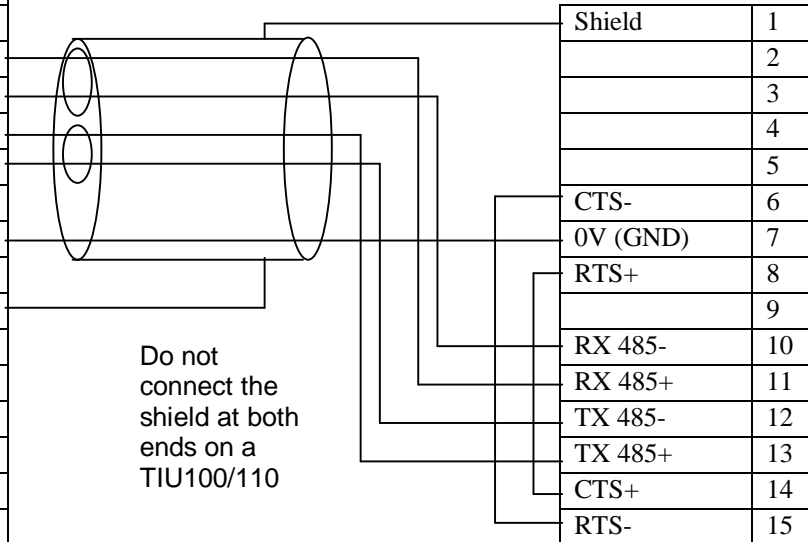 Shield 1
2
3
4
5
CTS- 6
0V (GND) 7
RTS+ 8
9
RX 485- 10
RX 485+ 11
TX 485- 12
TX 485+ 13
CTS+ 14
RTS- 15
Do not
connect the
shield at both
ends on a
TIU100/110